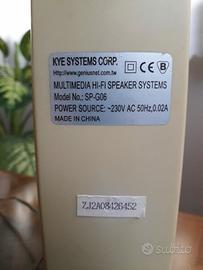 KYE SYSTEMS CORP.
http://www.geniusnet.com.tw
MULTIMEDIA HI-FI SPEAKER SYSTEMS
Model No.: SP-G06
POWER SOURCE: ~230V AC 50Hz, 0.02A
MADE IN CHINA
CE
B
ZJ2A08426452
subito